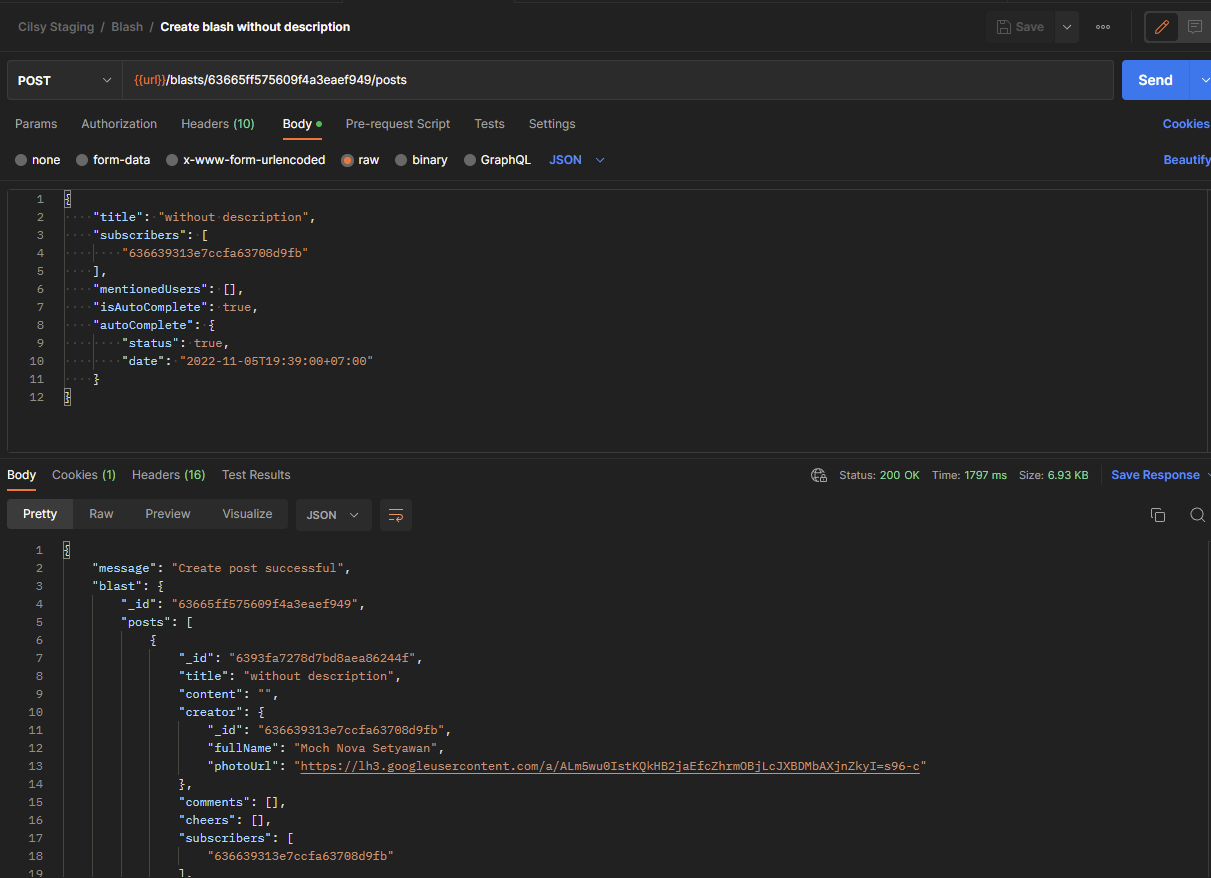 Cilsy Staging / Blash / Create blash without description
Save
POST {{url}}/blasts/63665ff575609f4a3eaef949/posts Send
Params Authorization Headers (10) Body Pre-request Script Tests Settings Cookies
none form-data x-www-form-urlencoded raw binary GraphQL JSON Beautify
1 {
2 "title": "without description",
3 "subscribers": [
4 "636639313e7ccfa63708d9fb"
5 ],
6 "mentionedUsers": [],
7 "isAutoComplete": true,
8 "autoComplete": {
9 "status": true,
10 "date": "2022-11-05T19:39:00+07:00"
11 }
12 }
Body Cookies (1) Headers (16) Test Results Status: 200 OK Time: 1797 ms Size: 6.93 KB Save Response
Pretty Raw Preview Visualize JSON
1 {
2 "message": "Create post successful",
3 "blast": {
4 "_id": "63665ff575609f4a3eaef949",
5 "posts": [
6 {
7 "_id": "6393fa7278d7bd8aea86244f",
8 "title": "without description",
9 "content": "",
10 "creator": {
11 "_id": "636639313e7ccfa63708d9fb",
12 "fullName": "Moch Nova Setyawan",
13 "photoUrl": "https://lh3.googleusercontent.com/a/ALm5wu0IstKQkHB2jaEfcZhrmOBjLcJXBDMbAXjnZkyI=s96-c"
14 },
15 "comments": [],
16 "cheers": [],
17 "subscribers": [
18 "636639313e7ccfa63708d9fb"
19 ],